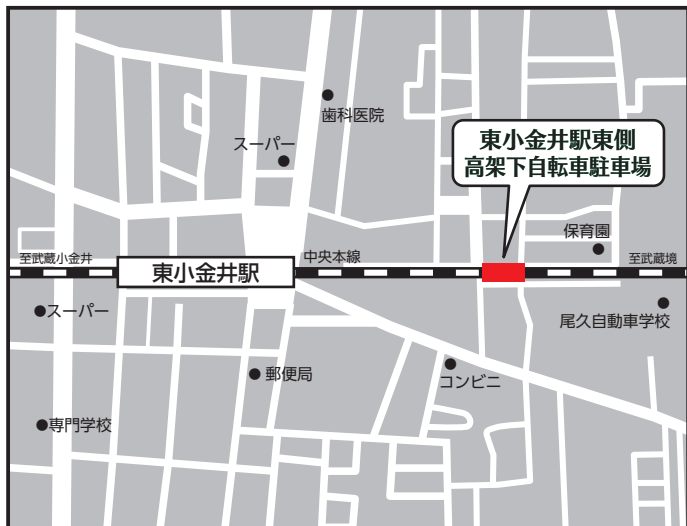 歯科医院
スーパー
東小金井駅東側
高架下自転車駐車場
保育園
至武蔵小金井
東小金井駅
中央本線
至武蔵境
スーパー
尾久自動車学校
郵便局
コンビニ
専門学校